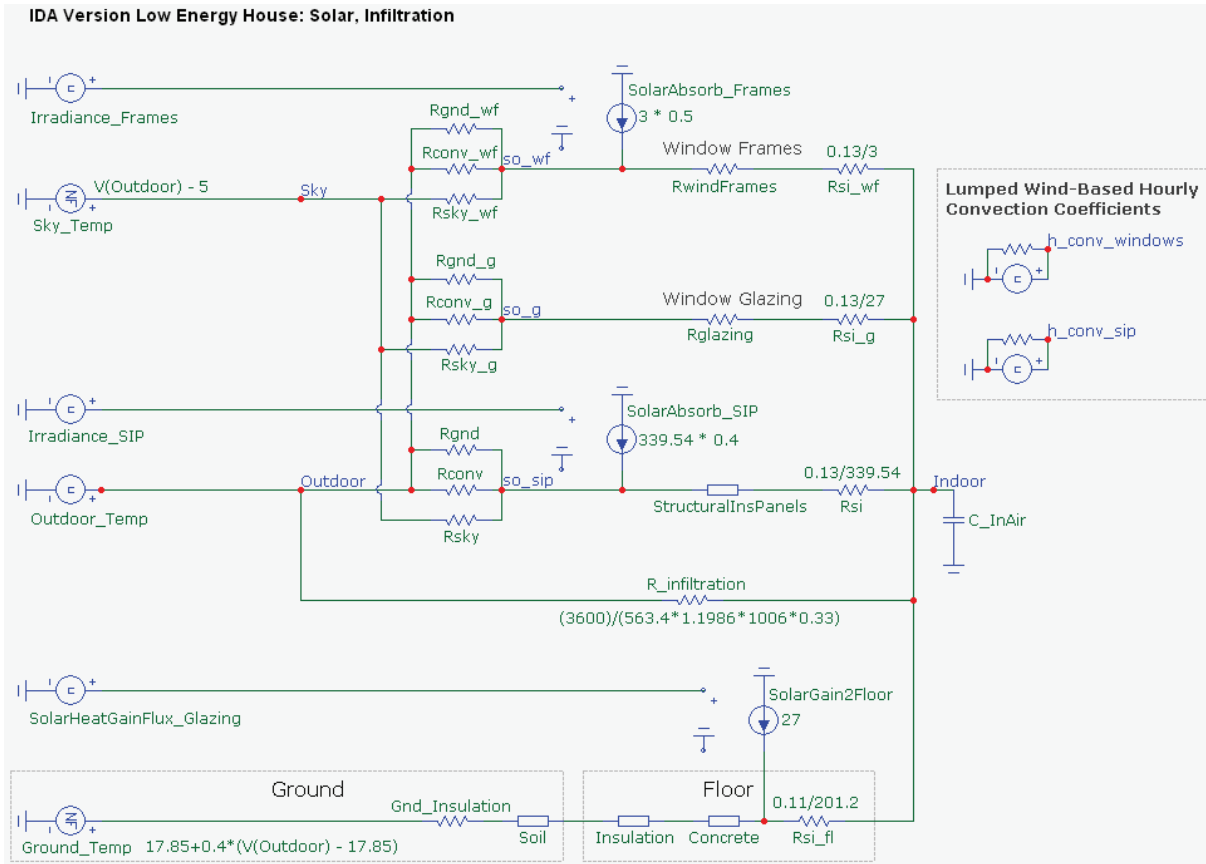 IDA Version Low Energy House: Solar, Infiltration
Irradiance_Frames
SolarAbsorb_Frames
3 * 0.5
Rgnd_wf
Rconv_wf
so_wf
Rsky_wf
Window Frames
RwindFrames
0.13/3
Rsi_wf
V(Outdoor) - 5
Sky
Sky_Temp
Lumped Wind-Based Hourly
Convection Coefficients
h_conv_windows
h_conv_sip
Rgnd_g
Rconv_g
so_g
Rsky_g
Window Glazing
Rglazing
0.13/27
Rsi_g
Irradiance_SIP
SolarAbsorb_SIP
339.54 * 0.4
Rgnd
Rconv
so_sip
Rsky
0.13/339.54
StructuralInsPanels
Rsi
Outdoor
Outdoor_Temp
Indoor
C_InAir
R_infiltration
(3600)/(563.4*1.1986*1006*0.33)
SolarHeatGainFlux_Glazing
SolarGain2Floor
27
Ground
Gnd_Insulation
Soil
Ground_Temp
17.85+0.4*(V(Outdoor) - 17.85)
Floor
Insulation
Concrete
0.11/201.2
Rsi_fl